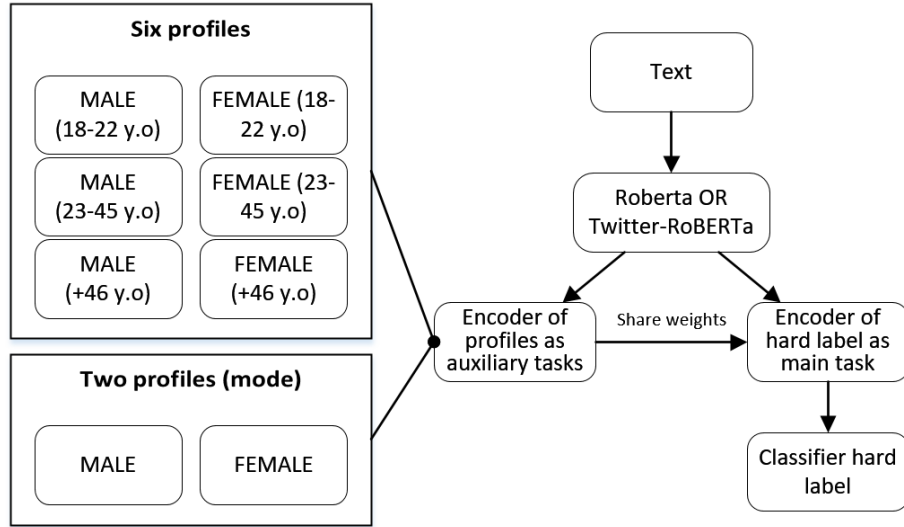 Six profiles
MALE
(18-22 y.o)
FEMALE (18-
22 y.o)
MALE
(23-45 y.o)
FEMALE (23-
45 y.o)
MALE
(+46 y.o)
FEMALE
(+46 y.o)
Two profiles (mode)
MALE
FEMALE
Text
Roberta OR
Twitter-RoBERTa
Encoder of
profiles as
auxiliary tasks
Share weights
Encoder of
hard label as
main task
Classifier hard
label